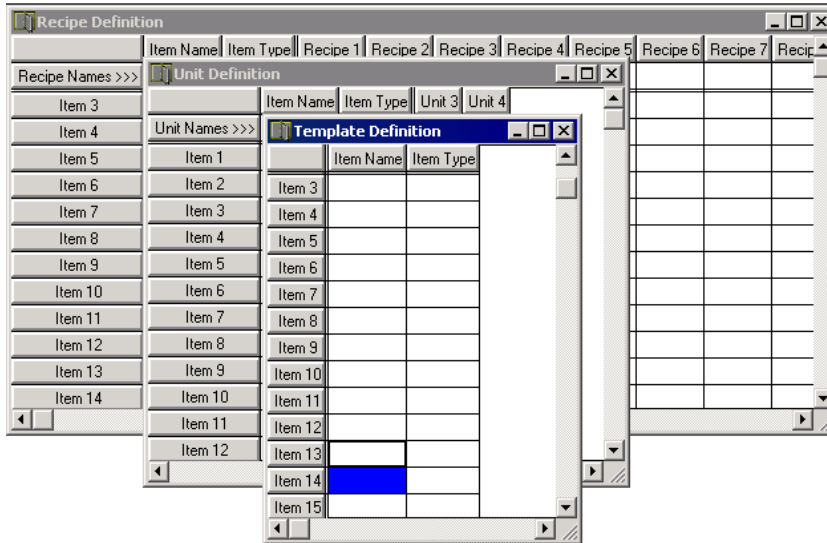 Recipe Definition
Item Name Item Type Recipe 1 Recipe 2 Recipe 3 Recipe 4 Recipe 5 Recipe 6 Recipe 7 Recip
Recipe Names >>>
Item 3
Item 4
Item 5
Item 6
Item 7
Item 8
Item 9
Item 10
Item 11
Item 12
Item 13
Item 14
Unit Definition
Item Name Item Type Unit 3 Unit 4
Unit Names >>>
Item 1
Item 2
Item 3
Item 4
Item 5
Item 6
Item 7
Item 8
Item 9
Item 10
Item 11
Item 12
Template Definition
Item Name Item Type
Item 3
Item 4
Item 5
Item 6
Item 7
Item 8
Item 9
Item 10
Item 11
Item 12
Item 13
Item 14
Item 15